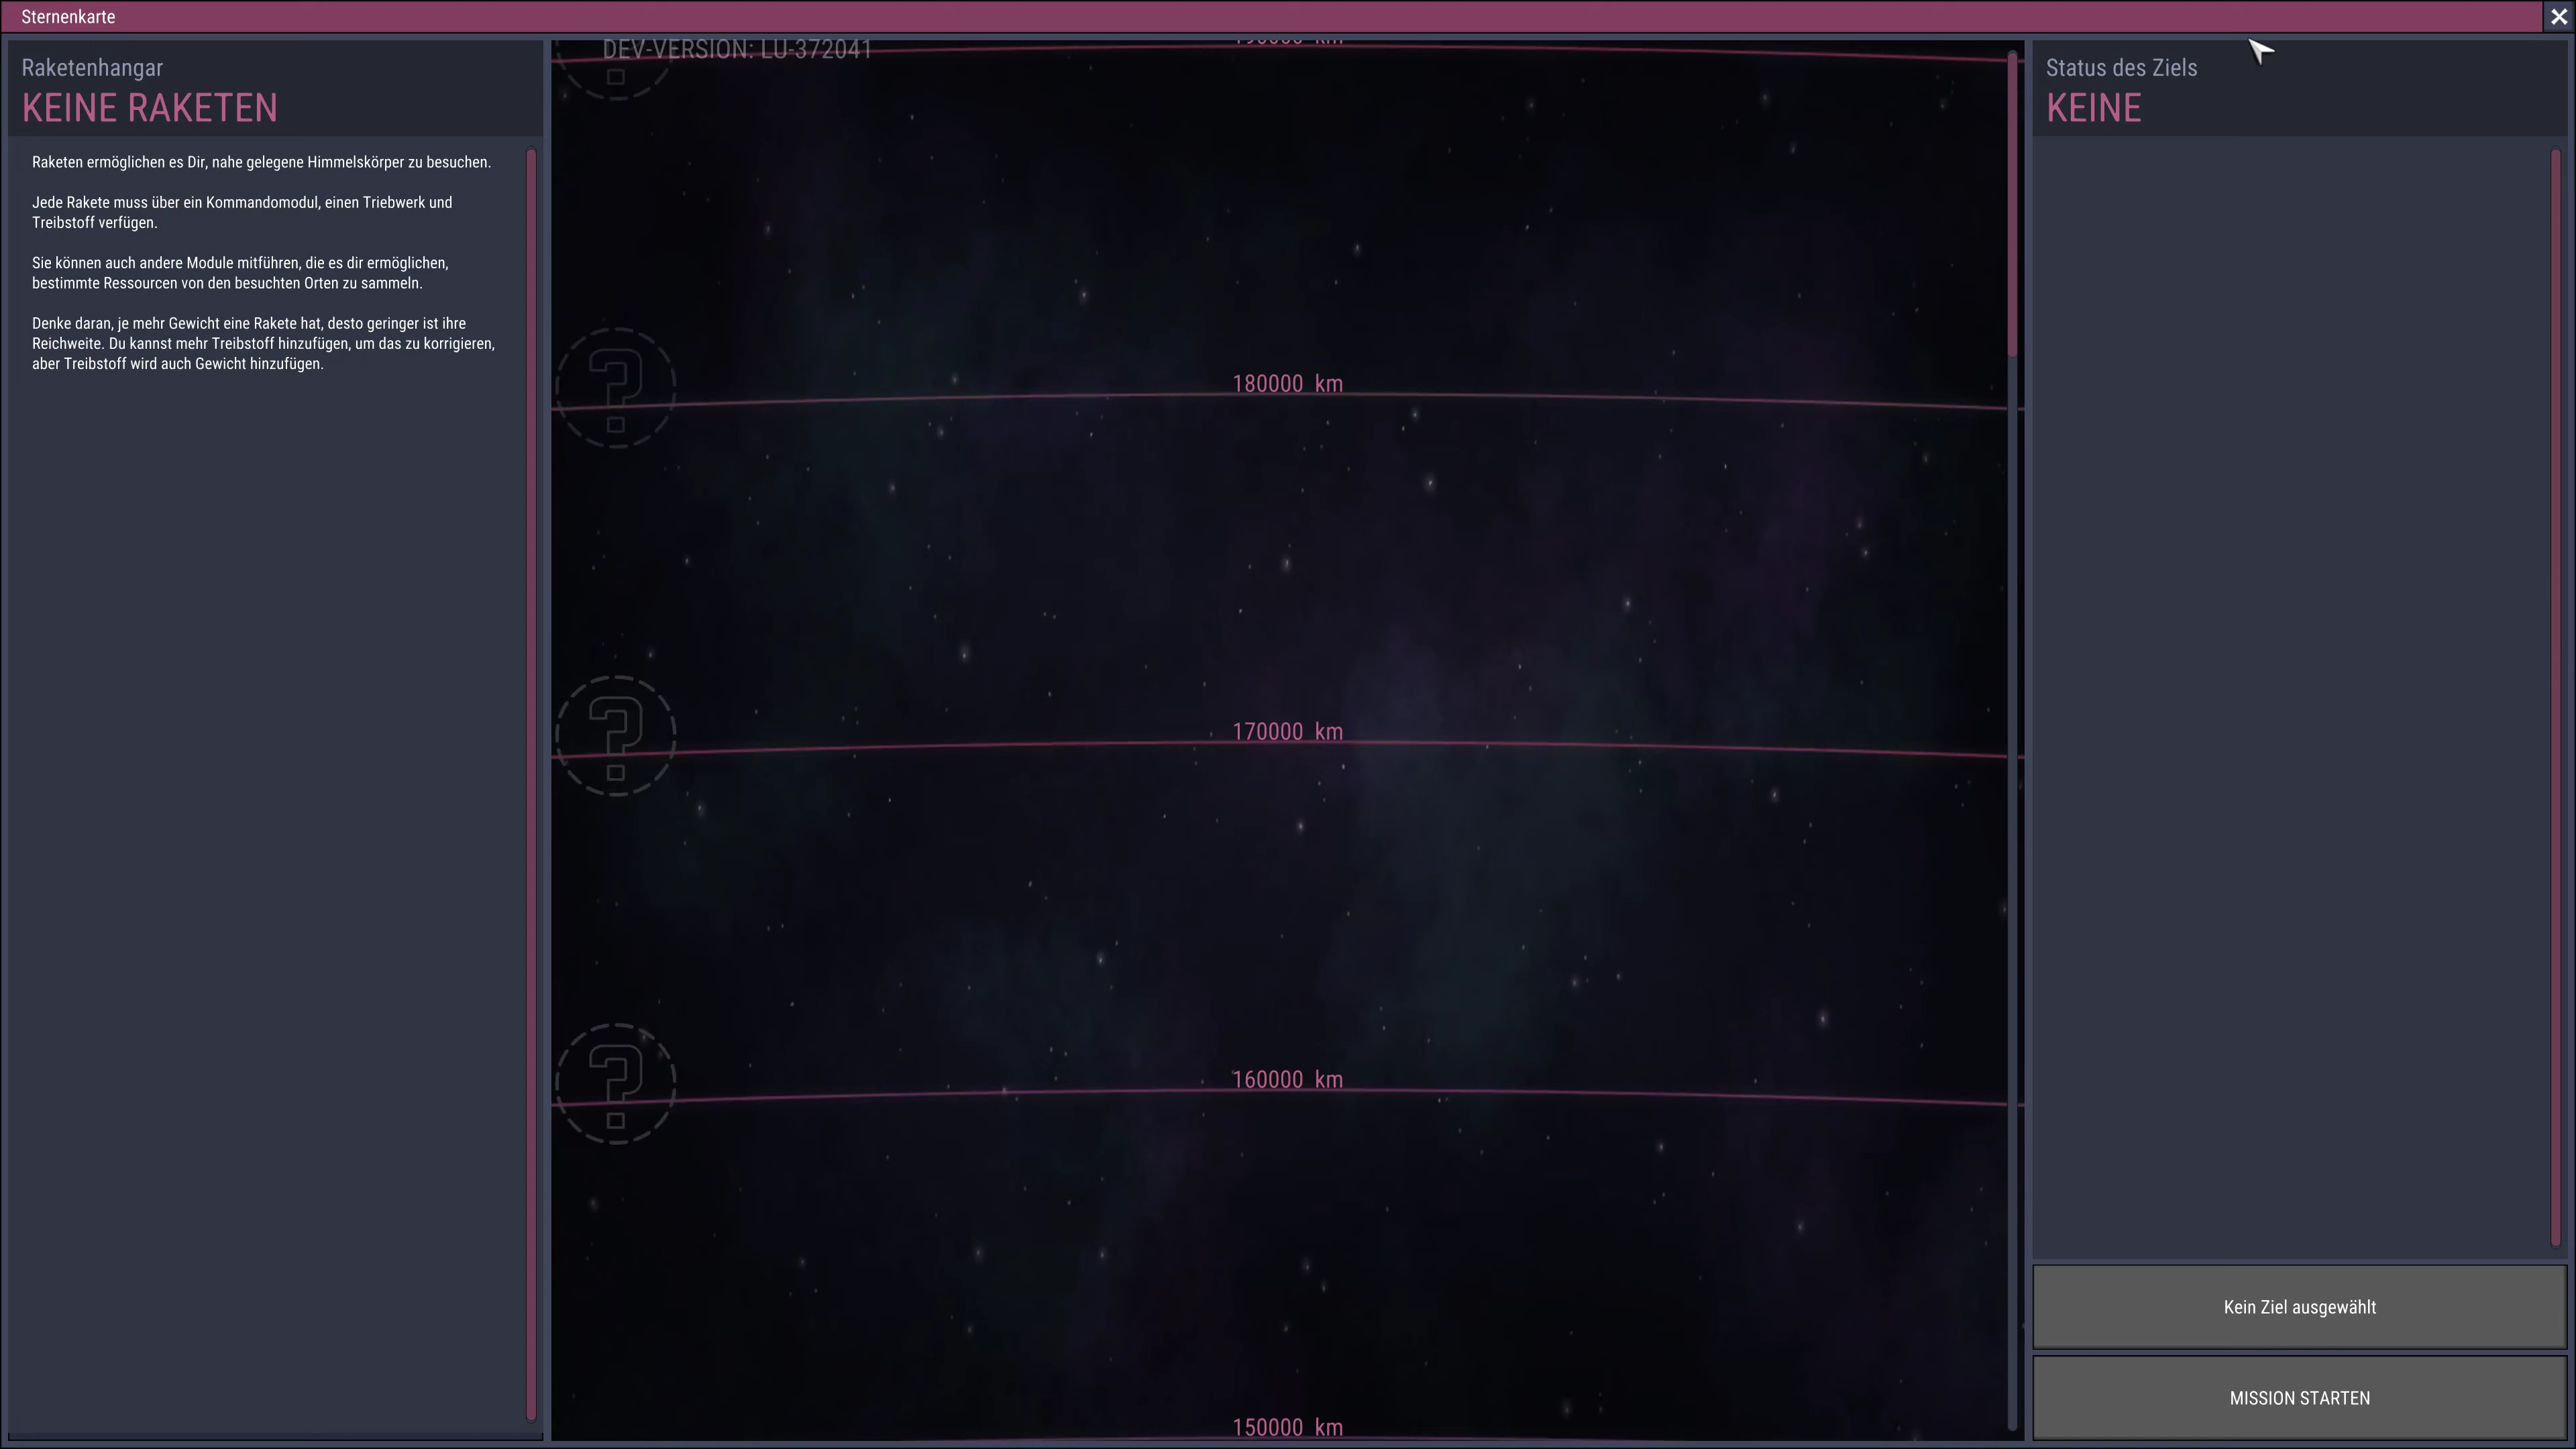 Sternenkarte
Raketenhangar
KEINE RAKETEN
Raketen ermöglichen es Dir, nahe gelegene Himmelskörper zu besuchen.
Jede Rakete muss über ein Kommandomodul, einen Triebwerk und
Treibstoff verfügen.
Sie können auch andere Module mitführen, die es dir ermöglichen,
bestimmte Ressourcen von den besuchten Orten zu sammeln.
Denke daran, je mehr Gewicht eine Rakete hat, desto geringer ist ihre
Reichweite. Du kannst mehr Treibstoff hinzufügen, um das zu korrigieren,
aber Treibstoff wird auch Gewicht hinzufügen.
DEV-VERSION: LU-372041
190000 km
?
180000 km
?
170000 km
?
160000 km
?
150000 km
Status des Ziels
KEINE
Kein Ziel ausgewählt
MISSION STARTEN